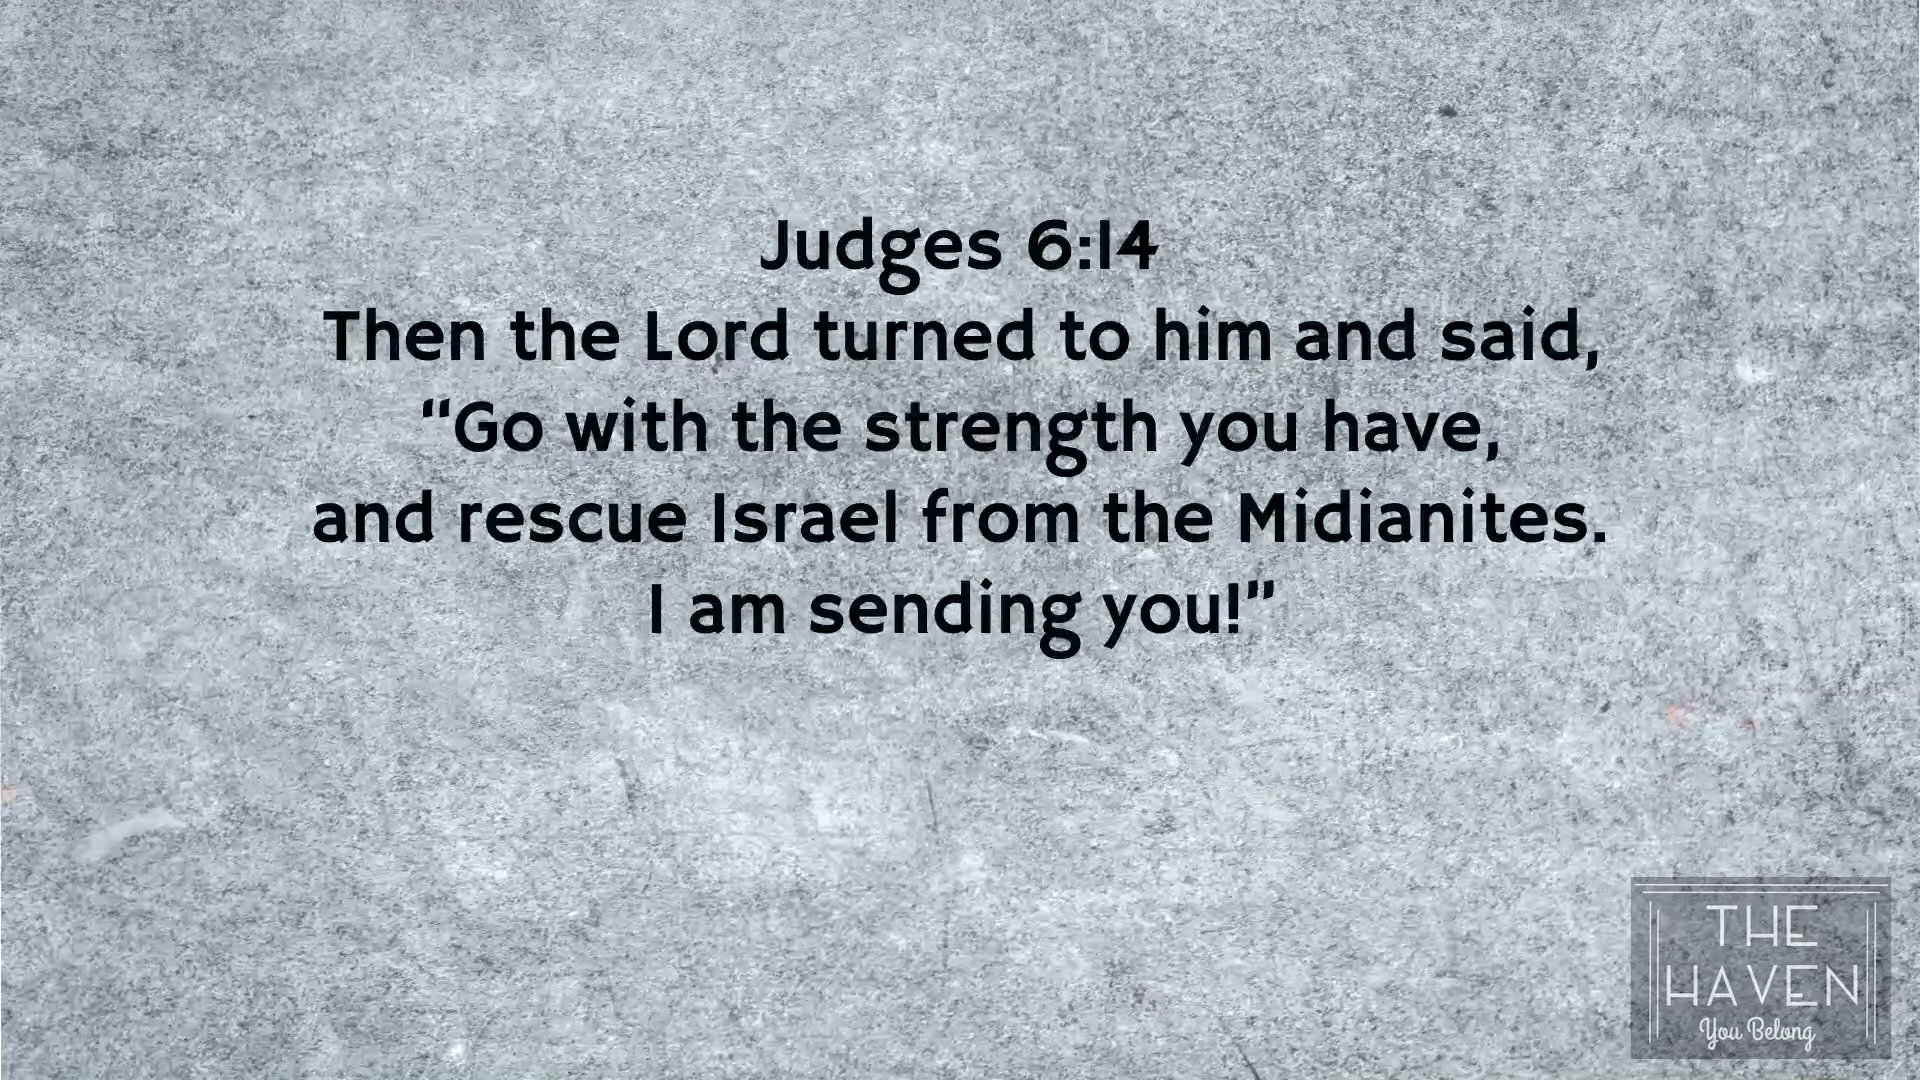 Judges 6:14
Then the Lord turned to him and said,
“Go with the strength you have,
and rescue Israel from the Midianites.
I am sending you!”
THE
HAVEN
You Belong